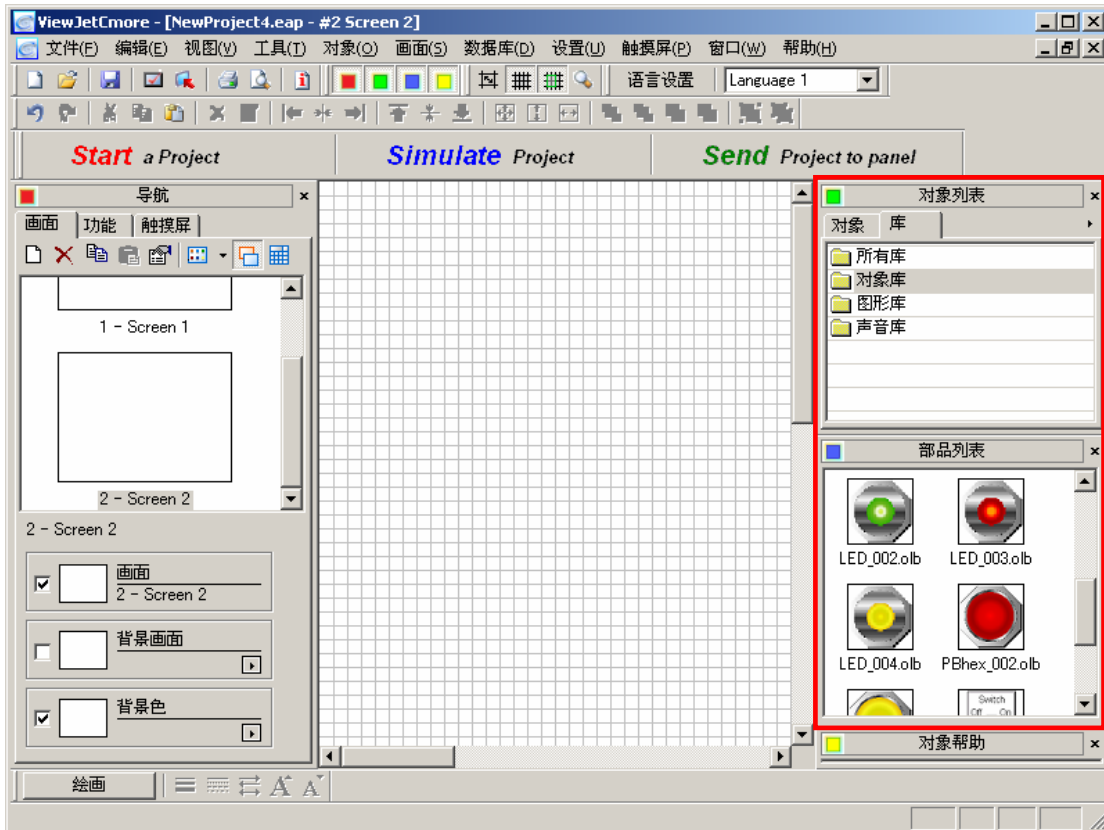 ViewJetCmore - [NewProject4.eap - #2 Screen 2]
文件(F) 编辑(E) 视图(V) 工具(T) 对象(O) 画面(S) 数据库(D) 设置(U) 触摸屏(P) 窗口(W) 帮助(H)
语言设置 Language 1
Start a Project Simulate Project Send Project to panel
导航
画面 功能 触摸屏
1 - Screen 1
2 - Screen 2
2 - Screen 2
画面
2 - Screen 2
背景画面
背景色
对象列表
对象 库
所有库
对象库
图形库
声音库
部品列表
LED_002.olb LED_003.olb
LED_004.olb PBhex_002.olb
Switch
Off On
对象帮助
绘画 A A